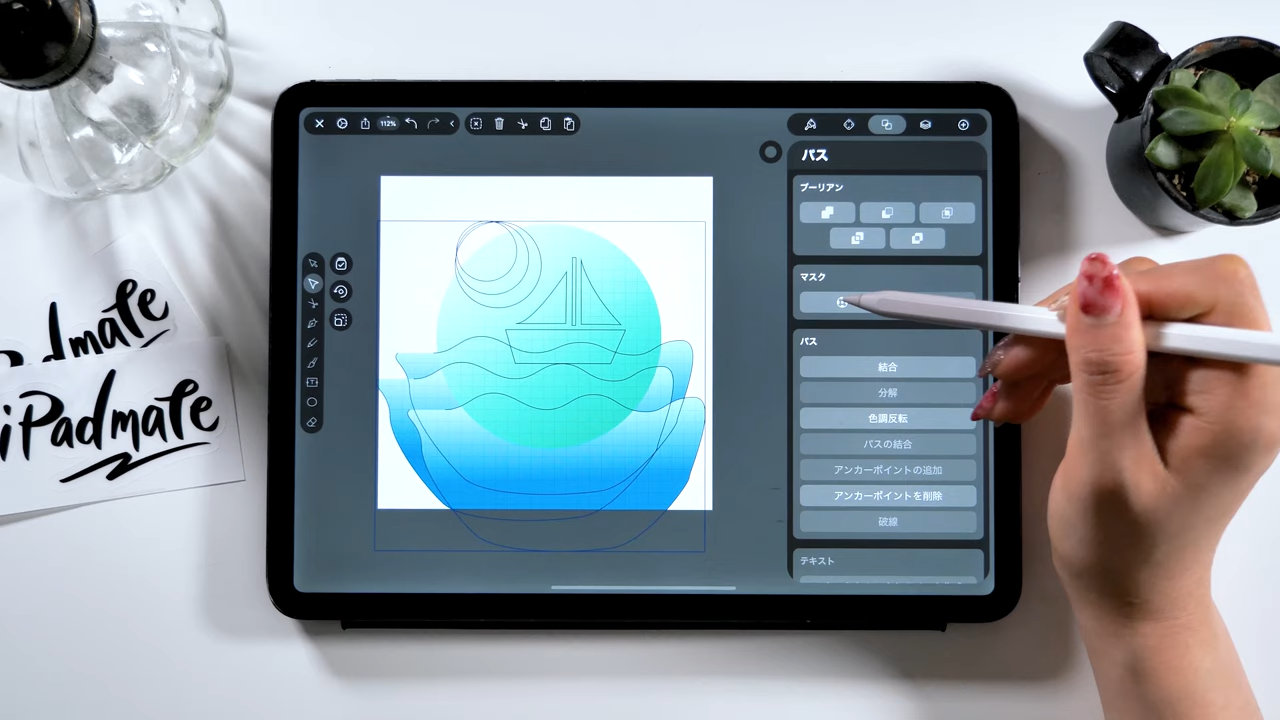 112%
パス
ブーリアン
マスク
パス
結合
分解
色調反転
パスの結合
アンカーポイントの追加
アンカーポイントを削除
破線
テキスト
dmate
iPadmate